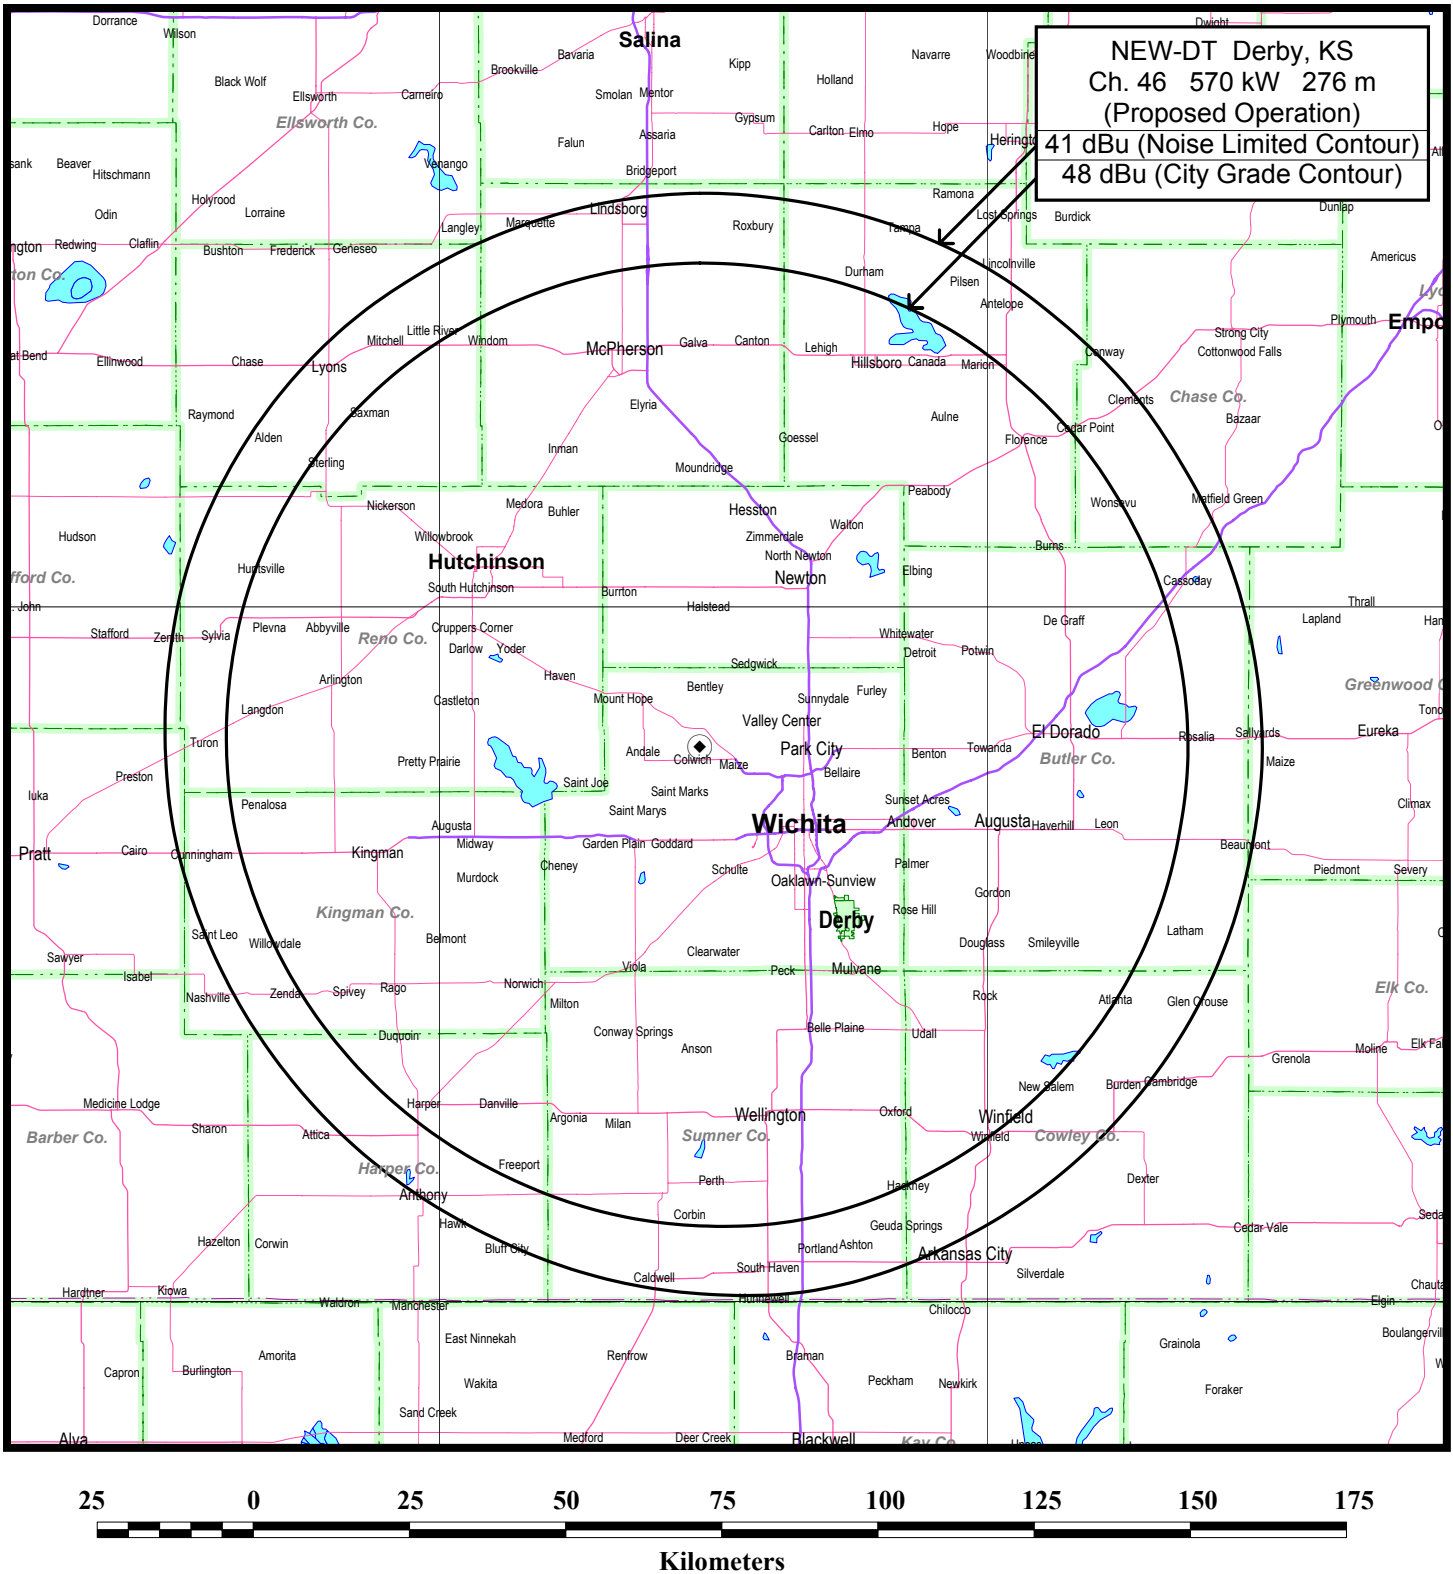 Dorrance
Wilson
Salina
Dwight
NEW-DT Derby, KS
Ch. 46 570 kW 276 m
(Proposed Operation)
41 dBu (Noise Limited Contour)
48 dBu (City Grade Contour)
Bavaria
Navarre
Woodbine
Black Wolf
Brookville
Kipp
Holland
Ellsworth
Carneiro
Smolan
Mentor
Ellsworth Co.
Gypsum
Carlton
Elmo
Hope
Falun
Assaria
Beaver
Hitschmann
Venango
Bridgeport
Holyrood
Lorraine
Odin
Ramona
Lindsborg
Lost Springs
Burdick
Dunlap
Langley
Marquette
Roxbury
Tampa
Redwing
Claflin
Bushton
Frederick
Geneseo
Americus
Durham
Pilsen
Lincolnville
Antelope
Plymouth
Strong City
Little River
Mitchell
Windom
McPherson
Galva
Canton
Lehigh
Hillsboro
Canada
Marion
Conway
Cottonwood Falls
Ellinwood
Chase
Lyons
Chase Co.
Clements
Raymond
Saxman
Elyria
Aulne
Bazaar
Alden
Goessel
Florence
Cedar Point
Sterling
Inman
Moundridge
Peabody
Nickerson
Medora
Buhler
Hesston
Wonsevu
Matfield Green
Hudson
Willowbrook
Zimmerdale
Walton
Burns
North Newton
Hutchinson
Huntsville
Newton
Elbing
Cassoday
South Hutchinson
Burrton
Halstead
Thrall
Lapland
De Graff
Stafford
Zenith
Sylvia
Plevna
Abbyville
Reno Co.
Cruppers Corner
Darlow
Yoder
Whitewater
Detroit
Potwin
Sedgwick
Arlington
Haven
Bentley
Furley
Sunnydale
Mount Hope
Castleton
Langdon
Valley Center
Turon
Andale
Colwich
Maize
Park City
Bellaire
Benton
Towanda
El Dorado
Butler Co.
Rosalia
Sallyards
Eureka
Maize
Preston
Iuka
Pretty Prairie
Saint Joe
Saint Marks
Saint Marys
Penalosa
Sunset Acres
Climax
Augusta
Wichita
Andover
Augusta
Haverhill
Leon
Midway
Garden Plain
Goddard
Beaumont
Pratt
Cairo
Cunningham
Kingman
Cheney
Schulte
Palmer
Piedmont
Severy
Murdock
Oaklawn-Sunview
Gordon
Kingman Co.
Derby
Rose Hill
Saint Leo
Willowdale
Belmont
Clearwater
Douglass
Smileyville
Latham
Sawyer
Isabel
Viola
Peck
Mulvane
Nashville
Zenda
Spivey
Rago
Norwich
Milton
Rock
Atlanta
Glen Crouse
Elk Co.
Duquoin
Conway Springs
Anson
Belle Plaine
Udall
Grenola
Moline
New Salem
Burden
Cambridge
Medicine Lodge
Harper
Danville
Argonia
Milan
Wellington
Oxford
Winfield
Barber Co.
Sharon
Attica
Sumner Co.
Winfield
Cowley Co.
Harper Co.
Freeport
Perth
Hackney
Dexter
Anthony
Corbin
Hawk
Geuda Springs
Cedar Vale
Hazelton
Corwin
Bluff City
Portland
Ashton
Arkansas City
South Haven
Silverdale
Caldwell
Hardtner
Kiowa
Waldron
Manchester
Hunnewell
Chilocco
Elgin
East Ninnekah
Grainola
Capron
Burlington
Amorita
Renfrow
Braman
Wakita
Peckham
Newkirk
Foraker
Sand Creek
Alva
Medford
Deer Creek
Blackwell
25 0 25 50 75 100 125 150 175
Kilometers